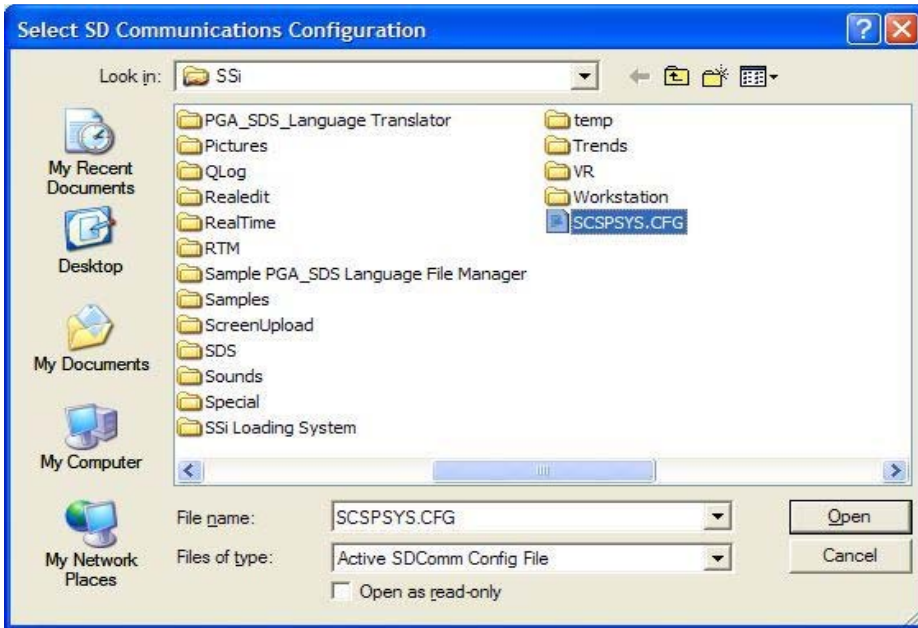 Select SD Communications Configuration
Look in:
SSi
My Recent
Documents
Desktop
My Documents
My Computer
My Network
Places
PGA_SDS_Language Translator
Pictures
QLog
Realedit
RealTime
RTM
Sample PGA_SDS Language File Manager
Samples
ScreenUpload
SDS
Sounds
Special
SSi Loading System
temp
Trends
VR
Workstation
SCSPSYS.CFG
File name:
SCSPSYS.CFG
Open
Files of type:
Active SDComm Config File
Cancel
Open as read-only